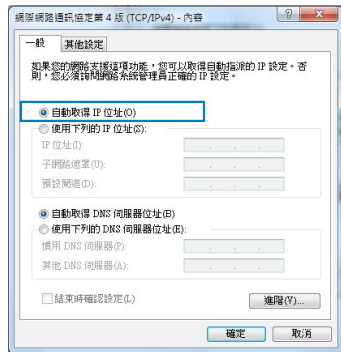 網際網路通訊協定第 4 版 (TCP/IPv4) - 內容
一般 其他設定
如果您的網路支援這項功能，您可以取得自動指派的 IP 設定。否
則，您必須詢問網路系統管理員正確的 IP 設定。
自動取得 IP 位址(O)
使用下列的 IP 位址(S):
IP 位址(I):
子網路遮罩(U):
預設閘道(D):
自動取得 DNS 伺服器位址(B)
使用下列的 DNS 伺服器位址(E):
慣用 DNS 伺服器(P):
其他 DNS 伺服器(A):
結束時確認設定(L)
進階(V)...
確定 取消